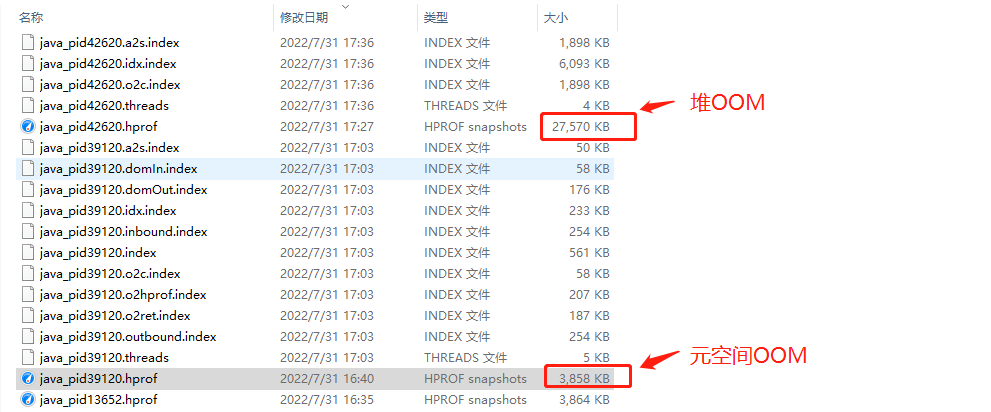 名称 修改日期 类型 大小
java_pid42620.a2s.index 2022/7/31 17:36 INDEX 文件 1,898 KB
java_pid42620.idx.index 2022/7/31 17:36 INDEX 文件 6,093 KB
java_pid42620.o2c.index 2022/7/31 17:36 INDEX 文件 1,898 KB
java_pid42620.threads 2022/7/31 17:36 THREADS 文件 4 KB 堆OOM
java_pid42620.hprof 2022/7/31 17:27 HPROF snapshots 27,570 KB
java_pid39120.a2s.index 2022/7/31 17:03 INDEX 文件 50 KB
java_pid39120.domIn.index 2022/7/31 17:03 INDEX 文件 58 KB
java_pid39120.domOut.index 2022/7/31 17:03 INDEX 文件 176 KB
java_pid39120.idx.index 2022/7/31 17:03 INDEX 文件 233 KB
java_pid39120.inbound.index 2022/7/31 17:03 INDEX 文件 254 KB
java_pid39120.index 2022/7/31 17:03 INDEX 文件 561 KB
java_pid39120.o2c.index 2022/7/31 17:03 INDEX 文件 58 KB
java_pid39120.o2hprof.index 2022/7/31 17:03 INDEX 文件 207 KB
java_pid39120.o2ret.index 2022/7/31 17:03 INDEX 文件 187 KB
java_pid39120.outbound.index 2022/7/31 17:03 INDEX 文件 254 KB
java_pid39120.threads 2022/7/31 17:03 THREADS 文件 5 KB 元空间OOM
java_pid39120.hprof 2022/7/31 16:40 HPROF snapshots 3,858 KB
java_pid13652.hprof 2022/7/31 16:35 HPROF snapshots 3,864 KB